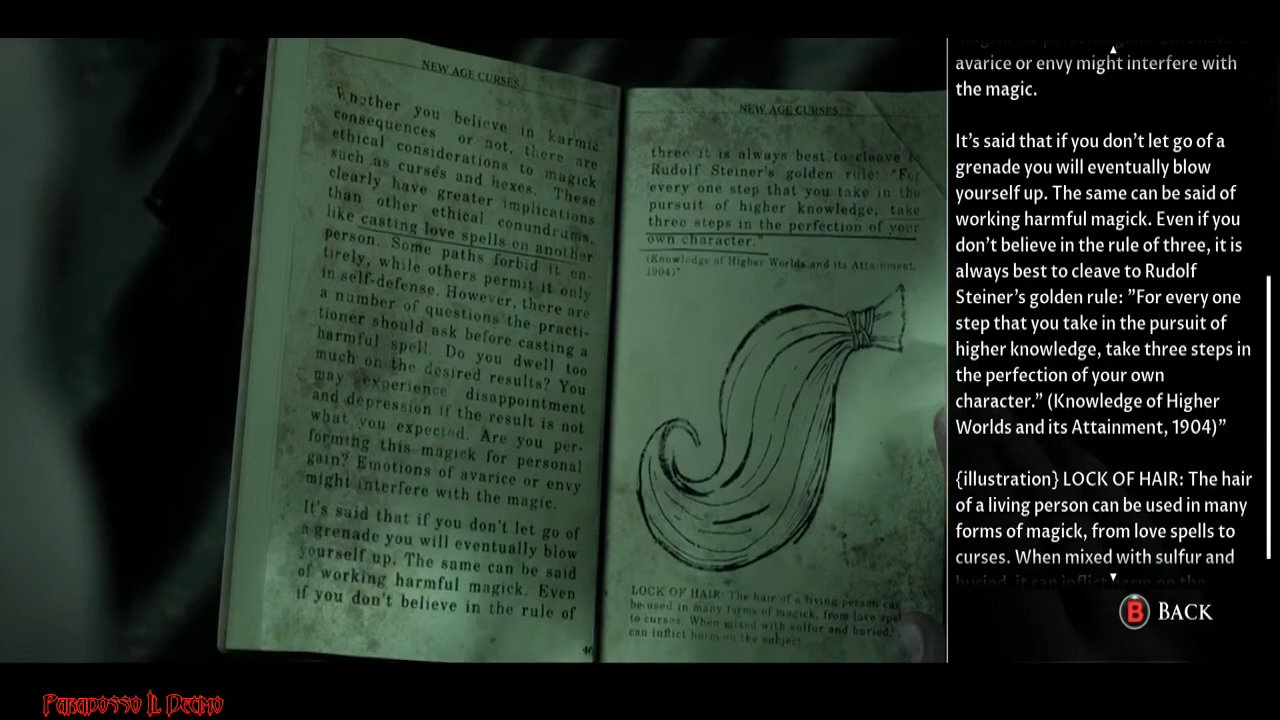 NEW AGE CURSES
Whether you believe in karmic
consequences or not, there are
ethical considerations to magick
such as curses and hexes. These
clearly have greater implications
than other ethical conundrums,
like casting love spells on another
person. Some paths forbid it en-
tirely, while others permit it only
in self-defense. However, there are
a number of questions the practi-
tioner should ask before casting a
harmful spell. Do you dwell too
much on the desired results? You
may experience disappointment
and depression if the result is not
what you expected. Are you per-
forming this magick for personal
gain? Emotions of avarice or envy
might interfere with the magic.
It's said that if you don't let go of
a grenade you will eventually blow
yourself up. The same can be said
of working harmful magick. Even
if you don't believe in the rule of
NEW AGE CURSES
three it is always best to cleave to
Rudolf Steiner's golden rule: "For
every one step that you take in the
pursuit of higher knowledge, take
three steps in the perfection of your
own character."
(Knowledge of Higher Worlds and its Attainment,
1904)"
LOCK OF HAIR: The hair of a living person can
be used in many forms of magick, from love spel
to curses. When mixed with sulfur and buried,
can inflict harm on the subject.
avarice or envy might interfere with
the magic.
It's said that if you don't let go of a
grenade you will eventually blow
yourself up. The same can be said of
working harmful magick. Even if you
don't believe in the rule of three, it is
always best to cleave to Rudolf
Steiner's golden rule: "For every one
step that you take in the pursuit of
higher knowledge, take three steps in
the perfection of your own
character." (Knowledge of Higher
Worlds and its Attainment, 1904)"
{illustration} LOCK OF HAIR: The hair
of a living person can be used in many
forms of magick, from love spells to
curses. When mixed with sulfur and
buried, it can inflict harm on the
B BACK
Paradosso Il Decimo